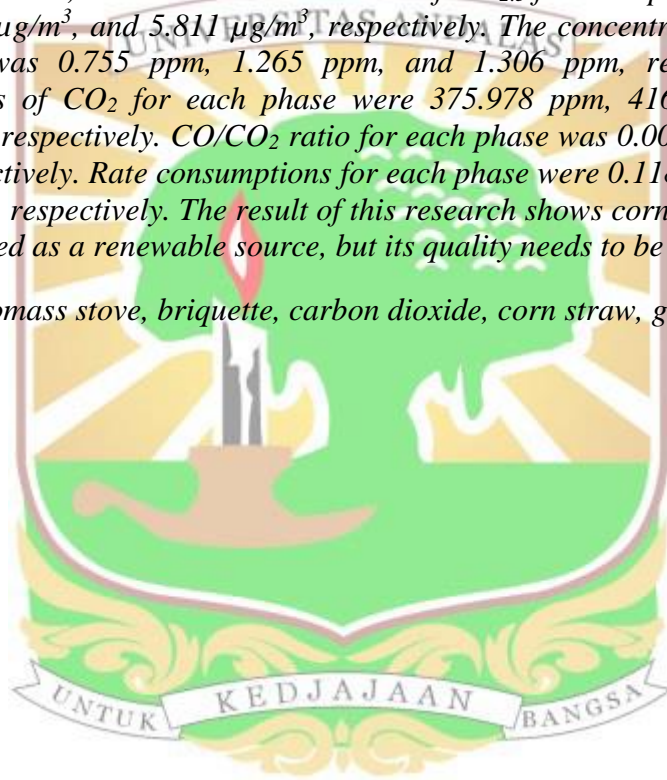 µg/m³, and 5.811 µg/m³, respectively. The concentr
was 0.755 ppm, 1.265 ppm, and 1.306 ppm, re
s of CO₂ for each phase were 375.978 ppm, 41
respectively. CO/CO₂ ratio for each phase was 0.00
ctively. Rate consumptions for each phase were 0.11
respectively. The result of this research shows corn
ed as a renewable source, but its quality needs to be
omass stove, briquette, carbon dioxide, corn straw, g
UNIVERSITAS ANDALAS
UNTUK KEDJAJAAN BANGSA